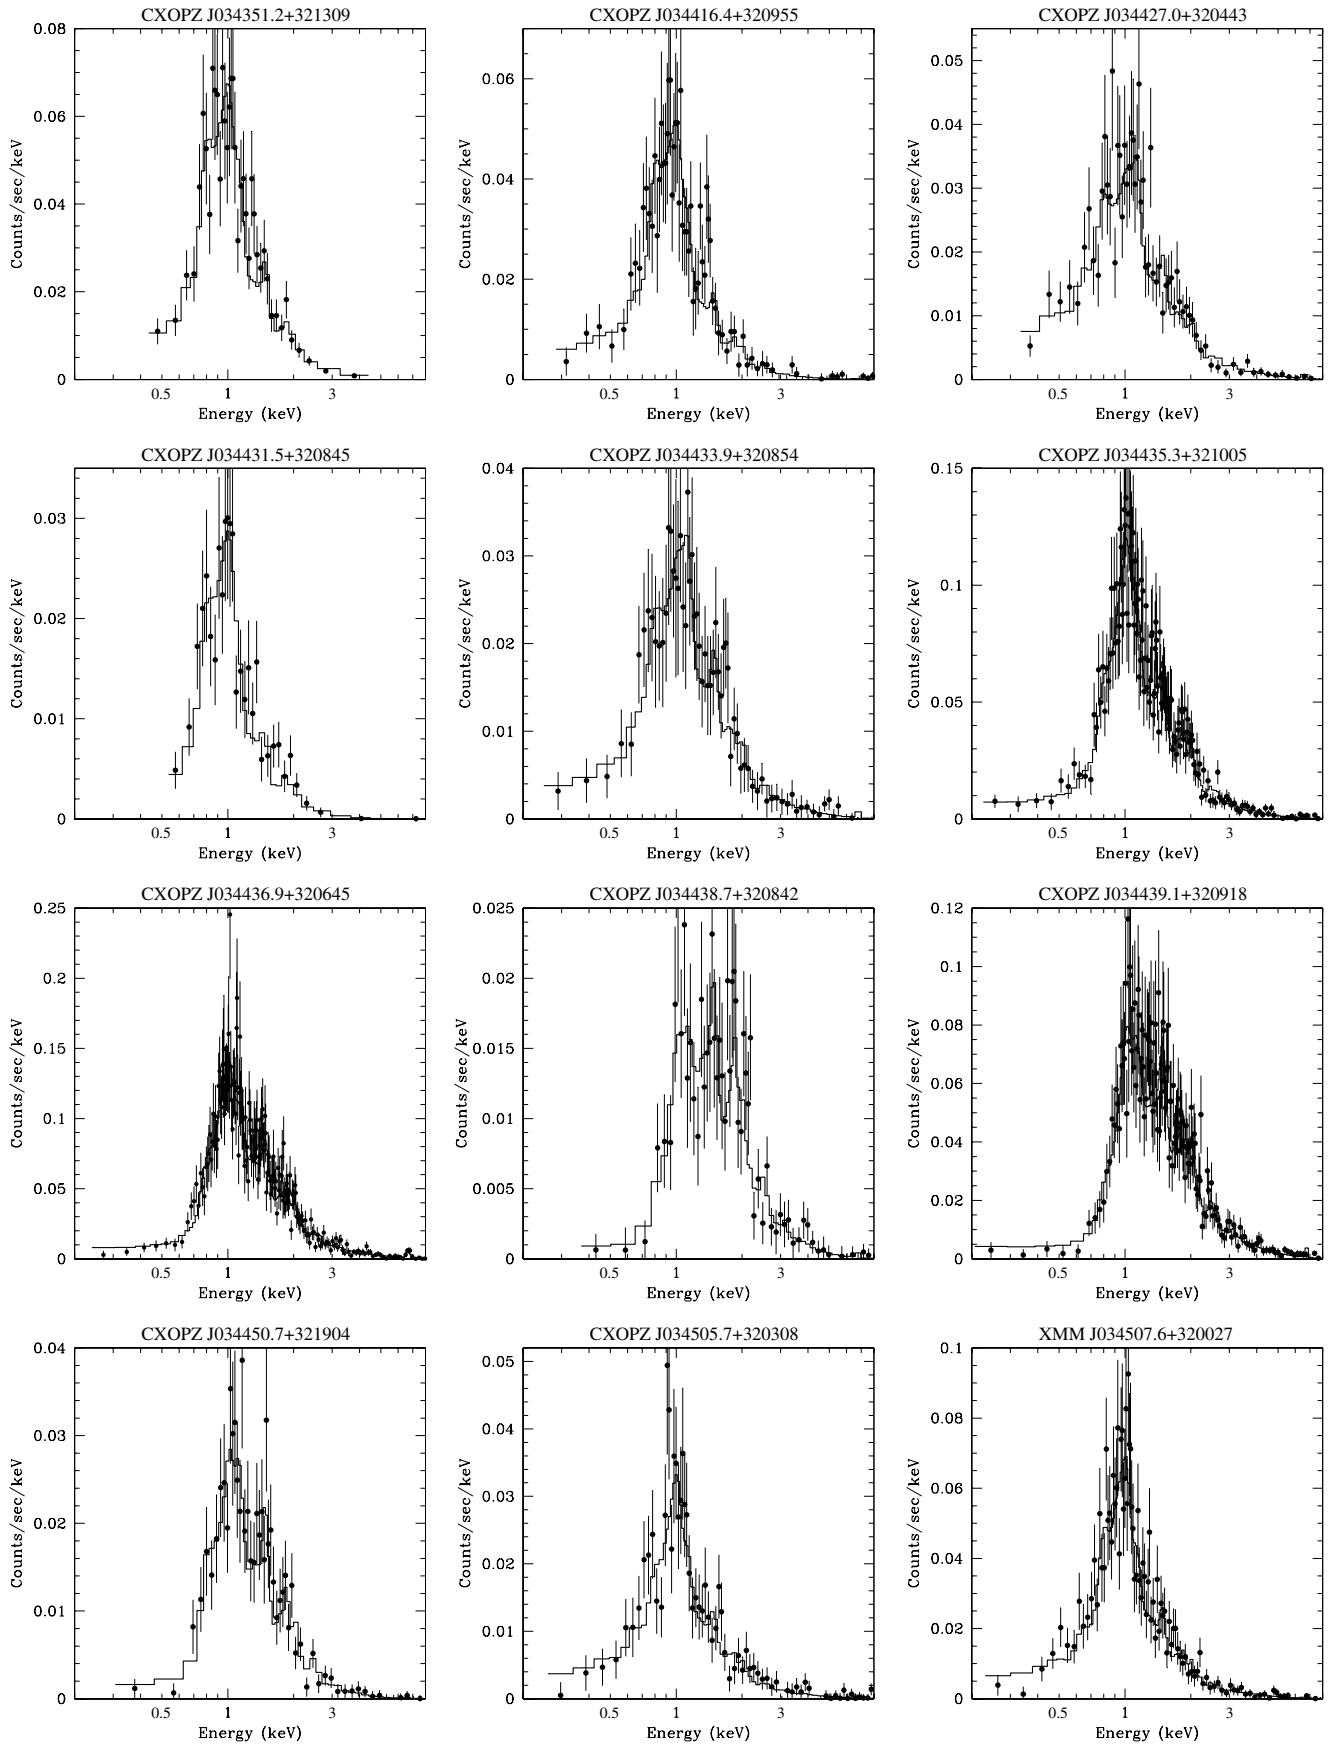 CXOPZ J034351.2+321309
0.08
0.06
0.04
0.02
0
Counts/sec/keV
0.5 1 3
Energy (keV)
CXOPZ J034416.4+320955
0.06
0.04
0.02
0
Counts/sec/keV
0.5 1 3
Energy (keV)
CXOPZ J034427.0+320443
0.05
0.04
0.03
0.02
0.01
0
Counts/sec/keV
0.5 1 3
Energy (keV)
CXOPZ J034431.5+320845
0.03
0.02
0.01
0
Counts/sec/keV
0.5 1 3
Energy (keV)
CXOPZ J034433.9+320854
0.04
0.03
0.02
0.01
0
Counts/sec/keV
0.5 1 3
Energy (keV)
CXOPZ J034435.3+321005
0.15
0.1
0.05
0
Counts/sec/keV
0.5 1 3
Energy (keV)
CXOPZ J034436.9+320645
0.25
0.2
0.15
0.1
0.05
0
Counts/sec/keV
0.5 1 3
Energy (keV)
CXOPZ J034438.7+320842
0.025
0.02
0.015
0.01
0.005
0
Counts/sec/keV
0.5 1 3
Energy (keV)
CXOPZ J034439.1+320918
0.12
0.1
0.08
0.06
0.04
0.02
0
Counts/sec/keV
0.5 1 3
Energy (keV)
CXOPZ J034450.7+321904
0.04
0.03
0.02
0.01
0
Counts/sec/keV
0.5 1 3
Energy (keV)
CXOPZ J034505.7+320308
0.05
0.04
0.03
0.02
0.01
0
Counts/sec/keV
0.5 1 3
Energy (keV)
XMM J034507.6+320027
0.1
0.08
0.06
0.04
0.02
0
Counts/sec/keV
0.5 1 3
Energy (keV)